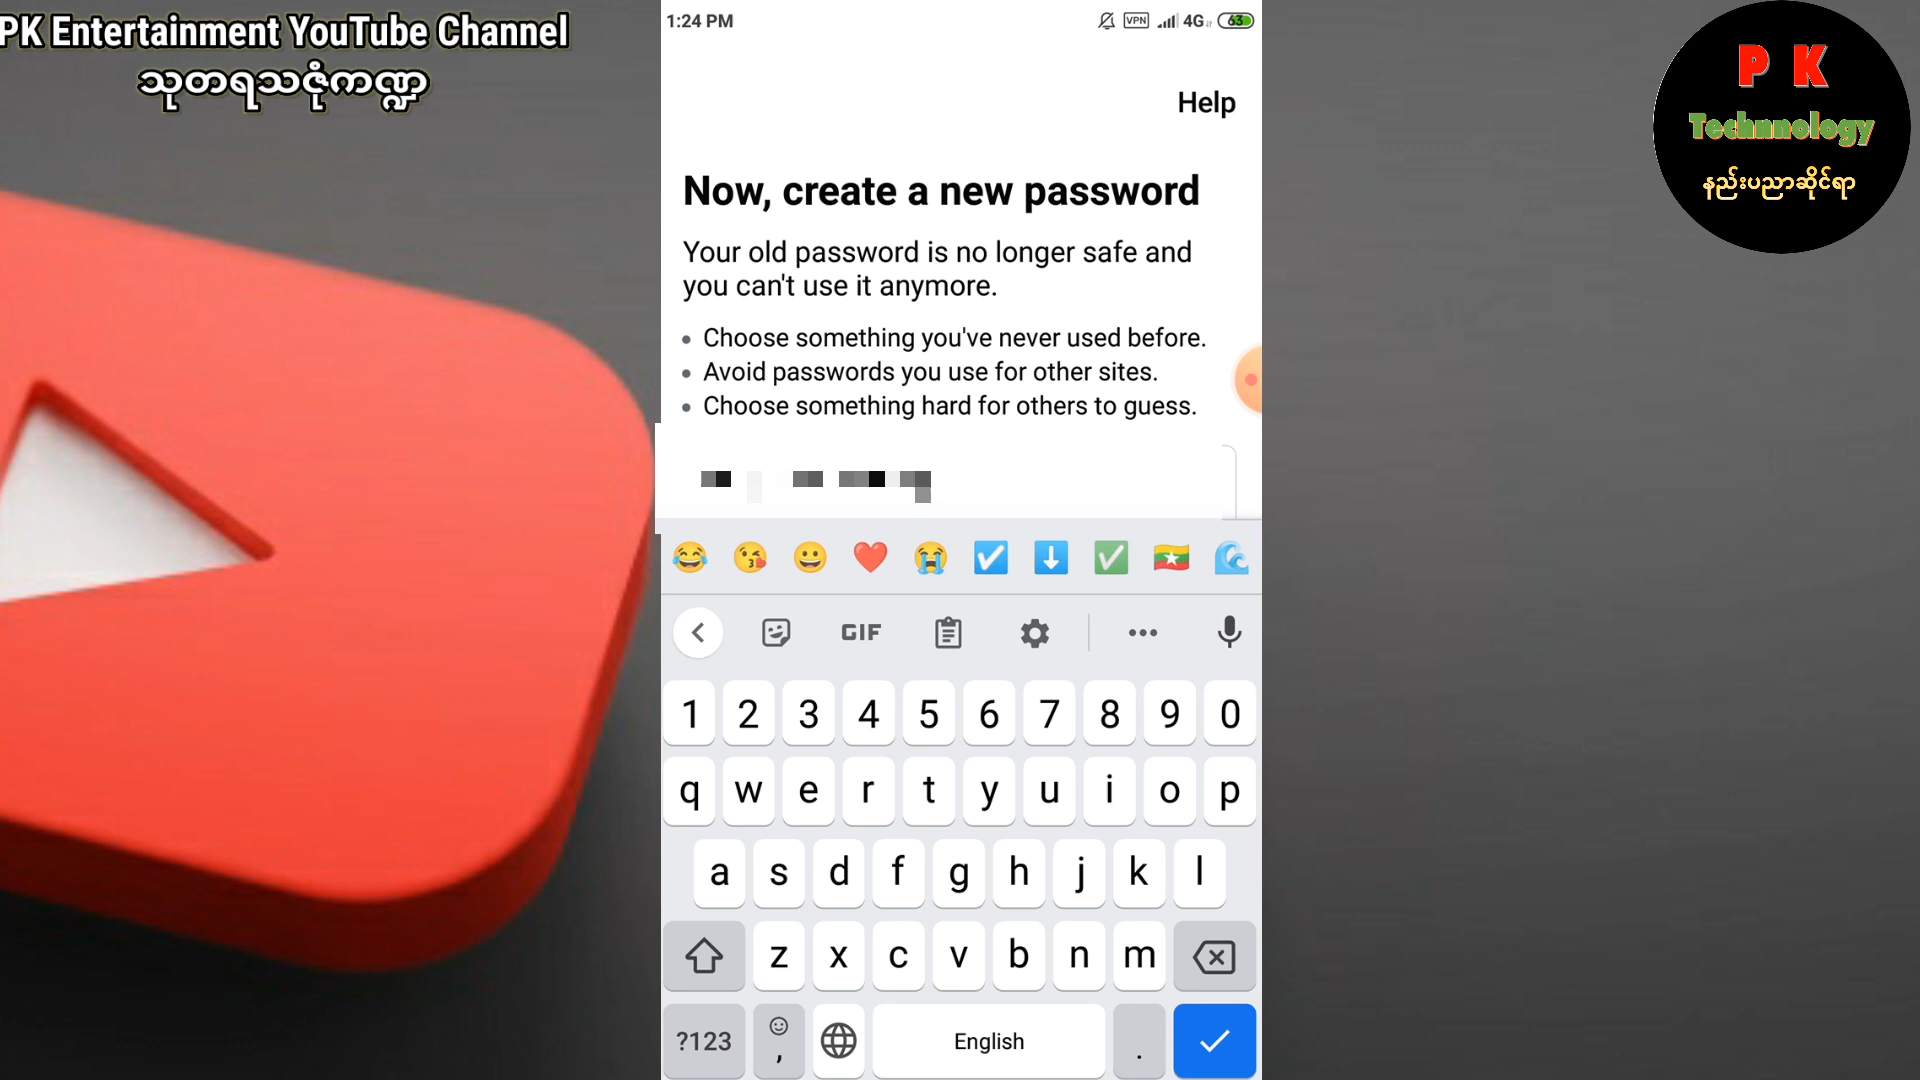 PK Entertainment YouTube Channel
သုတရသဇုံကဏ္ဍ
P K
Technnology
နည်းပညာဆိုင်ရာ
1:24 PM
VPN 4G 63
Help
Now, create a new password
Your old password is no longer safe and
you can't use it anymore.
• Choose something you've never used before.
• Avoid passwords you use for other sites.
• Choose something hard for others to guess.
GIF
1 2 3 4 5 6 7 8 9 0
q w e r t y u i o p
a s d f g h j k l
z x c v b n m
?123 , English .